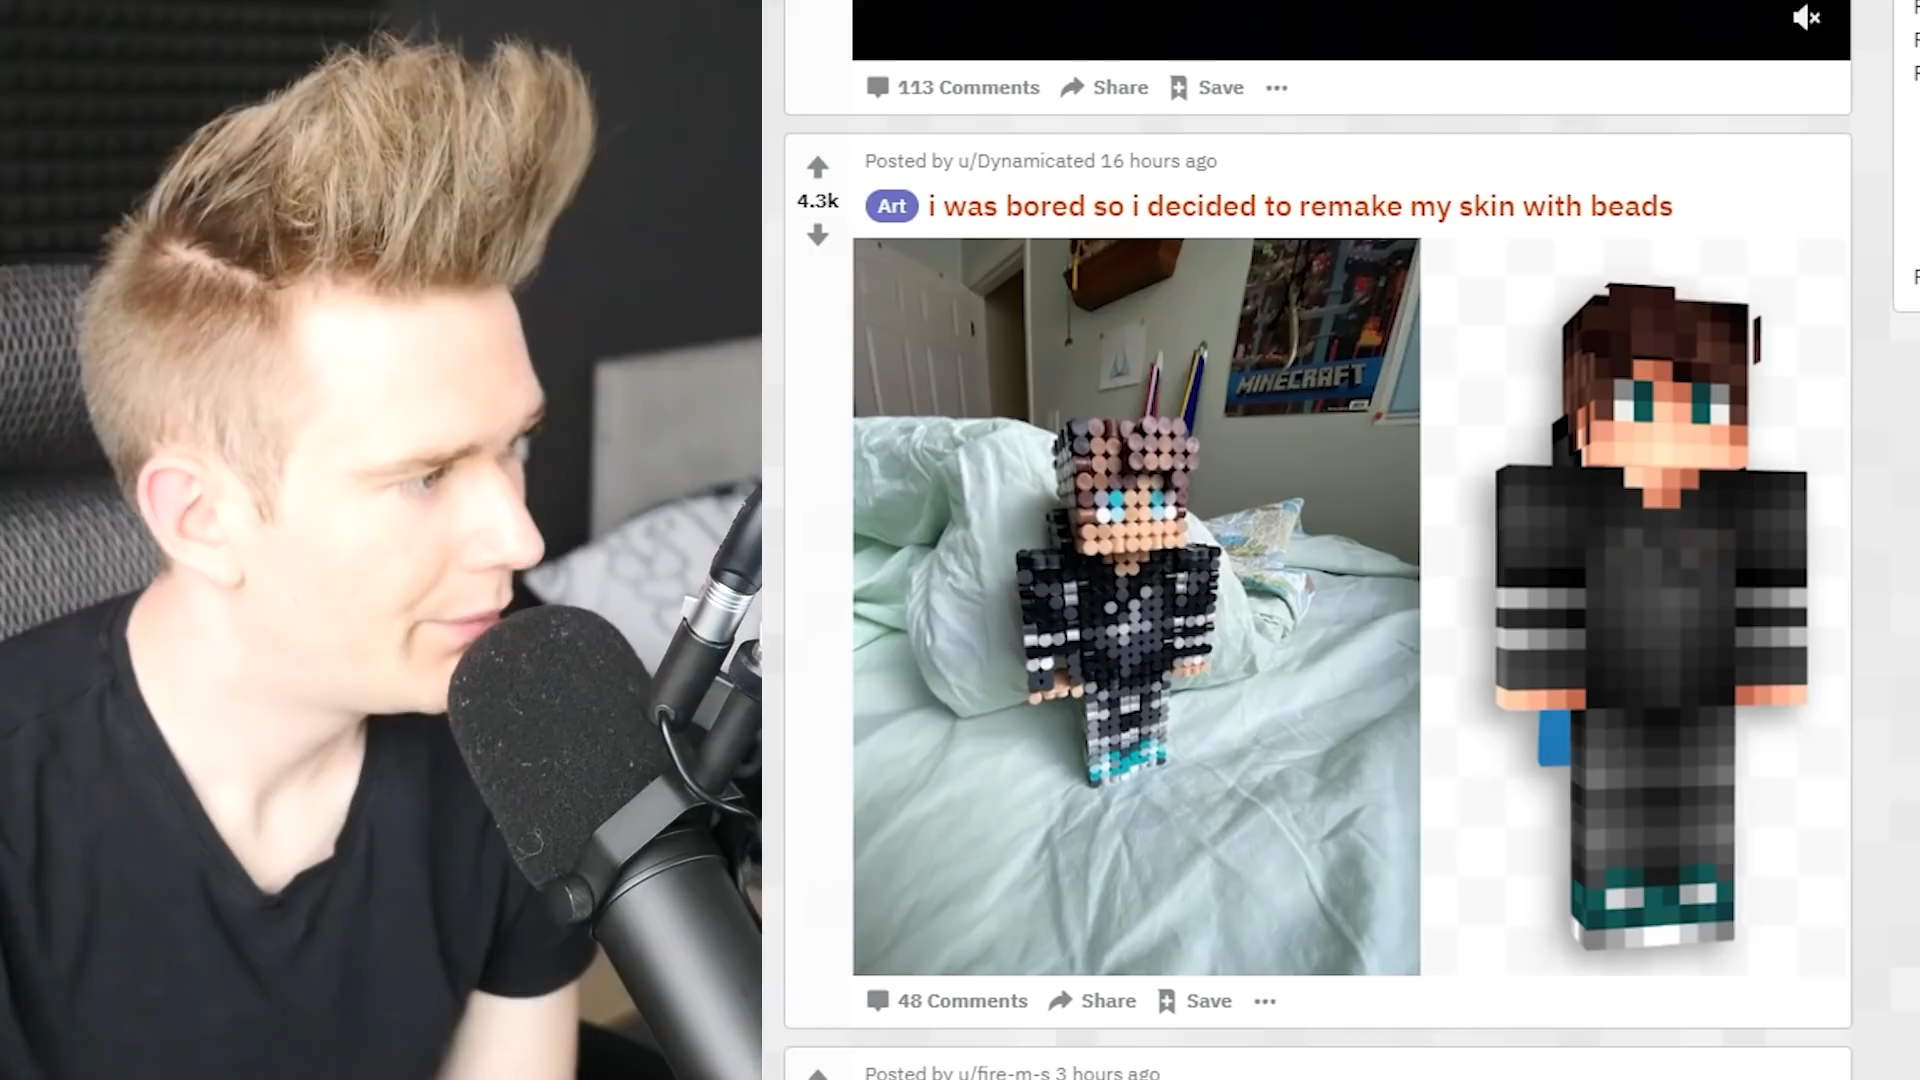 113 Comments Share Save
Posted by u/Dynamicated 16 hours ago
4.3k
Art i was bored so i decided to remake my skin with beads
MINECRAFT
48 Comments Share Save
Posted by u/fire-m-s 3 hours ago